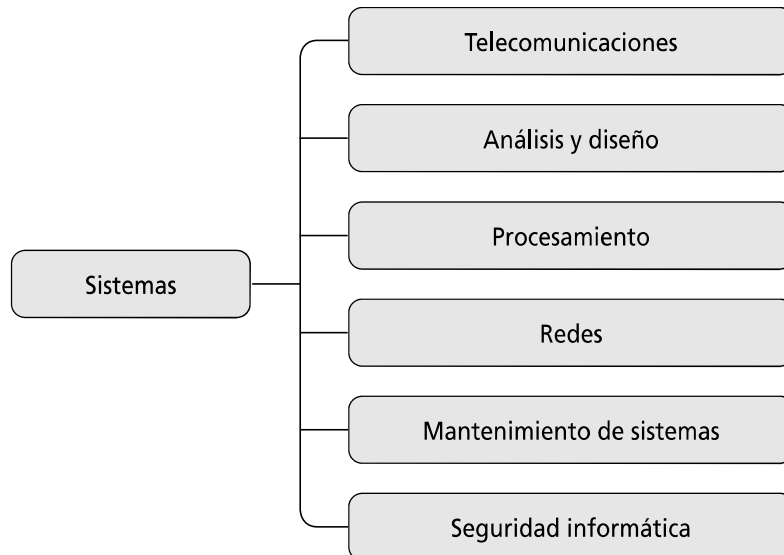 Telecomunicaciones
Análisis y diseño
Procesamiento
Sistemas
Redes
Mantenimiento de sistemas
Seguridad informática